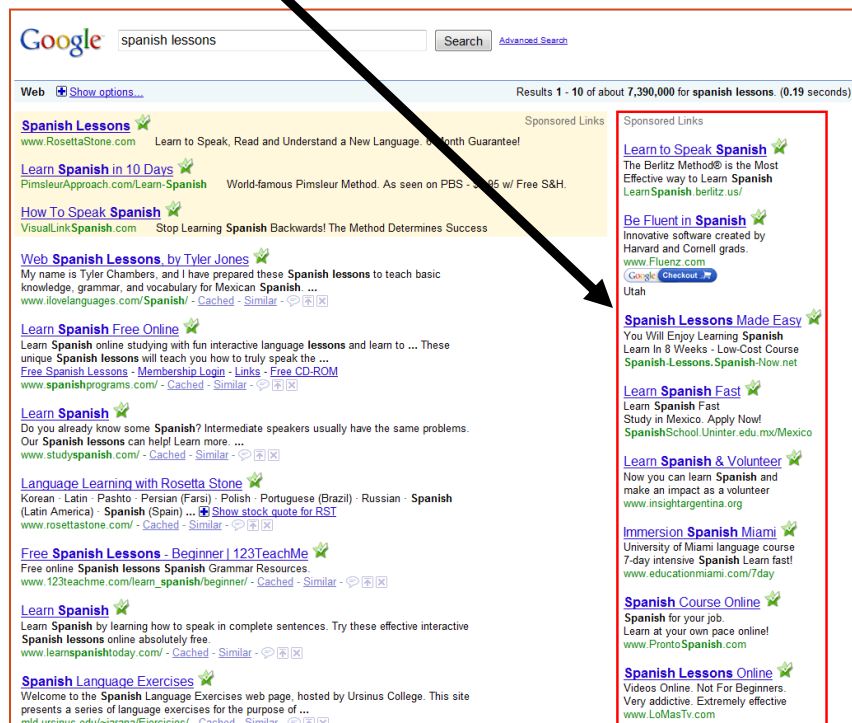 Google spanish lessons Search Advanced Search
Web Show options... Results 1 - 10 of about 7,390,000 for spanish lessons. (0.19 seconds)
Spanish Lessons Sponsored Links
www.RosettaStone.com Learn to Speak, Read and Understand a New Language. 6 Month Guarantee!
Learn Spanish in 10 Days
PimsleurApproach.com/Learn-Spanish World-famous Pimsleur Method. As seen on PBS - 95 w/ Free S&H.
How To Speak Spanish
VisualLinkSpanish.com Stop Learning Spanish Backwards! The Method Determines Success
Web Spanish Lessons, by Tyler Jones
My name is Tyler Chambers, and I have prepared these Spanish lessons to teach basic
knowledge, grammar, and vocabulary for Mexican Spanish. ...
www.ilovelanguages.com/Spanish/ - Cached - Similar -
Learn Spanish Free Online
Learn Spanish online studying with fun interactive language lessons and learn to ... These
unique Spanish lessons will teach you how to truly speak the ...
Free Spanish Lessons - Membership Login - Links - Free CD-ROM
www.spanishprograms.com/ - Cached - Similar -
Learn Spanish
Do you already know some Spanish? Intermediate speakers usually have the same problems.
Our Spanish lessons can help! Learn more. ...
www.studyspanish.com/ - Cached - Similar -
Language Learning with Rosetta Stone
Korean · Latin · Pashto · Persian (Farsi) · Polish · Portuguese (Brazil) · Russian · Spanish
(Latin America) · Spanish (Spain) ... Show stock quote for RST
www.rosettastone.com/ - Cached - Similar -
Free Spanish Lessons - Beginner | 123TeachMe
Free online Spanish lessons Spanish Grammar Resources.
www.123teachme.com/learn_spanish/beginner/ - Cached - Similar -
Learn Spanish
Learn Spanish by learning how to speak in complete sentences. Try these effective interactive
Spanish lessons online absolutely free.
www.learnspanishtoday.com/ - Cached - Similar -
Spanish Language Exercises
Welcome to the Spanish Language Exercises web page, hosted by Ursinus College. This site
presents a series of language exercises for the purpose of ...
mld.ursinus.edu/~jarana/Ejercicios/ - Cached - Similar -
Sponsored Links
Learn to Speak Spanish
The Berlitz Method® is the Most
Effective way to Learn Spanish
LearnSpanish.berlitz.us/
Be Fluent in Spanish
Innovative software created by
Harvard and Cornell grads.
www.Fluenz.com
Google Checkout
Utah
Spanish Lessons Made Easy
You Will Enjoy Learning Spanish
Learn In 8 Weeks - Low-Cost Course
Spanish-Lessons.Spanish-Now.net
Learn Spanish Fast
Learn Spanish Fast
Study in Mexico. Apply Now!
SpanishSchool.Uninter.edu.mx/Mexico
Learn Spanish & Volunteer
Now you can learn Spanish and
make an impact as a volunteer
www.insightargentina.org
Immersion Spanish Miami
University of Miami language course
7-day intensive Spanish Learn fast!
www.educationmiami.com/7day
Spanish Course Online
Spanish for your job.
Learn at your own pace online!
www.ProntoSpanish.com
Spanish Lessons Online
Videos Online. Not For Beginners.
Very addictive. Extremely effective
www.LoMasTv.com